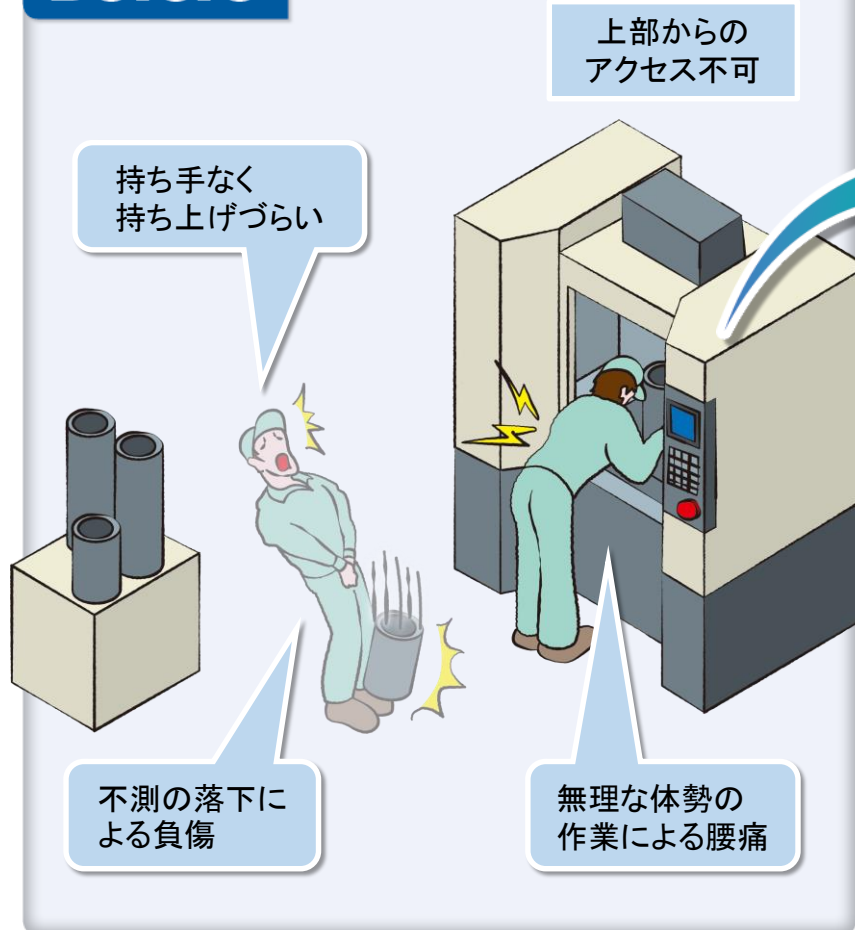 上部からの
アクセス不可
持ち手なく
持ち上げづらい
不測の落下に
よる負傷
無理な体勢の
作業による腰痛